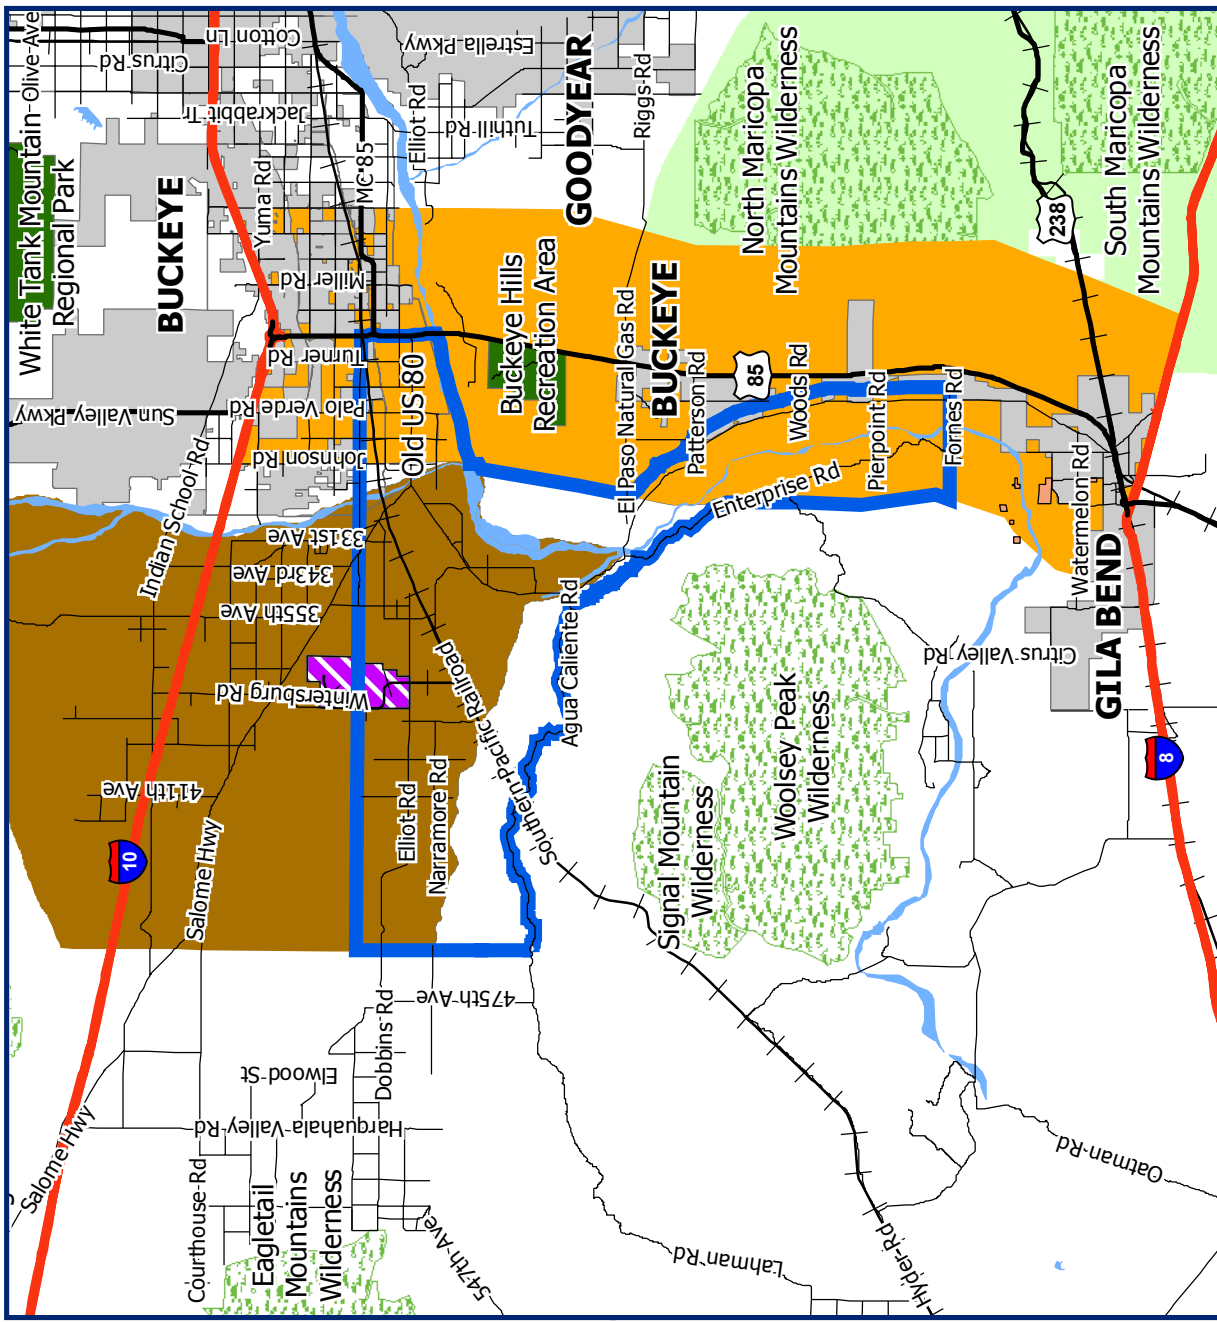 White Tank Mountain
Regional Park
Olive Ave
Citrus Rd
Cotton Ln
Jackrabbit Tr
BUCKEYE
Yuma Rd
MC 85
Miller Rd
Turner Rd
Palo Verde Rd
Johnson Rd
Sun Valley Pkwy
Old US 80
Estrella Pkwy
Elliot Rd
Tuthill Rd
GOODYEAR
Riggs Rd
Buckeye Hills
Recreation Area
El Paso Natural Gas Rd
BUCKEYE
Patterson Rd
85
Woods Rd
Pierpoint Rd
Fornes Rd
Enterprise Rd
North Maricopa
Mountains Wilderness
238
South Maricopa
Mountains Wilderness
Watermelon Rd
GILA BEND
Citrus Valley Rd
8
Indian School Rd
331st Ave
343rd Ave
355th Ave
Wintersburg Rd
411th Ave
10
Salome Hwy
Elliot Rd
Narramore Rd
Southern Pacific Railroad
Agua Caliente Rd
Signal Mountain
Wilderness
Woolsey Peak
Wilderness
475th Ave
Dobbins Rd
Elwood St
Harquahala Valley Rd
Salome Hwy
Courthouse Rd
Eagletail
Mountains
Wilderness
547th Ave
Lahman Rd
Hyder Rd
Oatman Rd